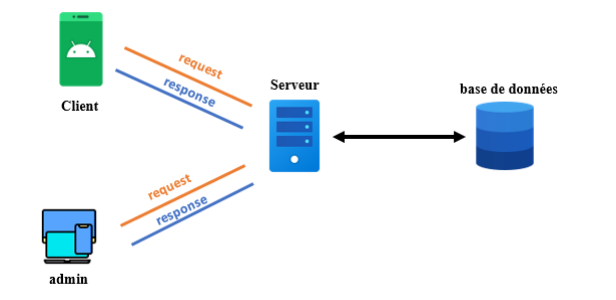 request
response
Client
Serveur
base de données
request
response
admin